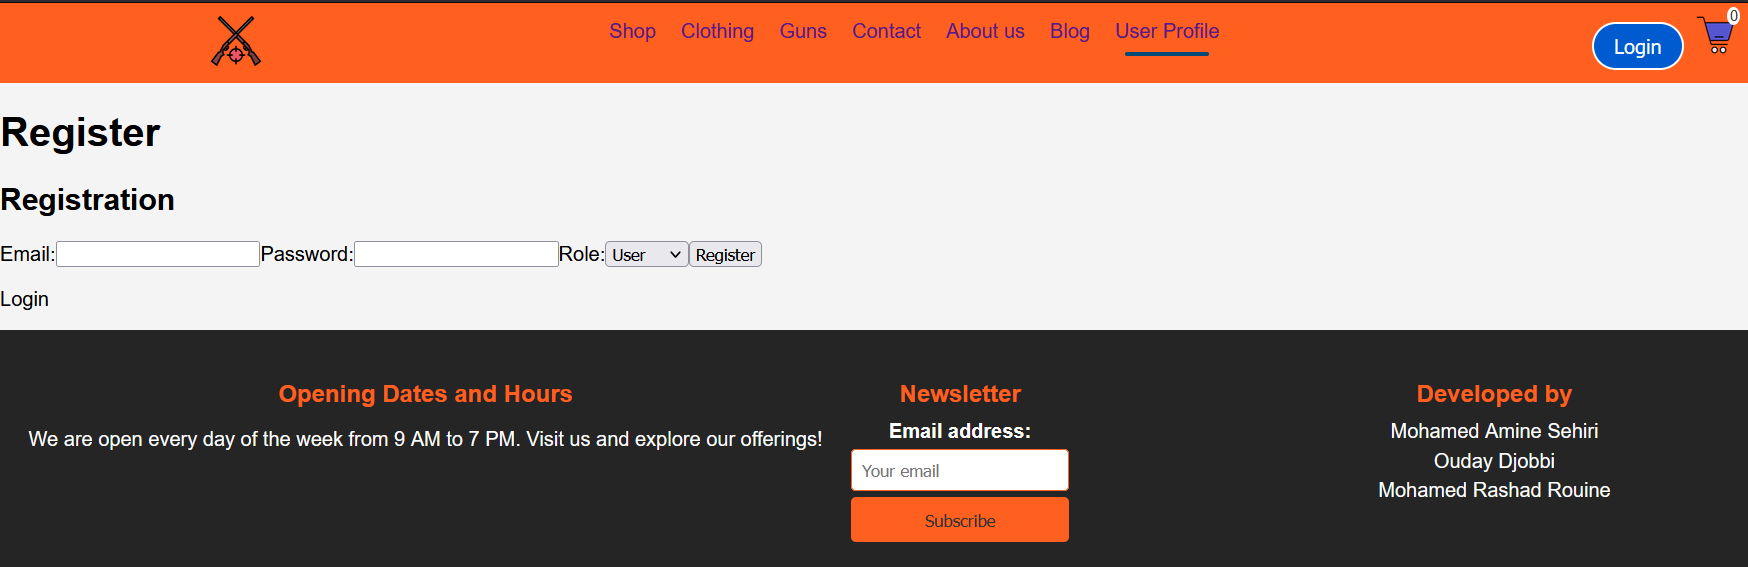 Shop Clothing Guns Contact About us Blog User Profile
Login
0
Register
Registration
Email: Password: Role: User Register
Login
Opening Dates and Hours
We are open every day of the week from 9 AM to 7 PM. Visit us and explore our offerings!
Newsletter
Email address:
Your email
Subscribe
Developed by
Mohamed Amine Sehiri
Ouday Djobbi
Mohamed Rashad Rouine